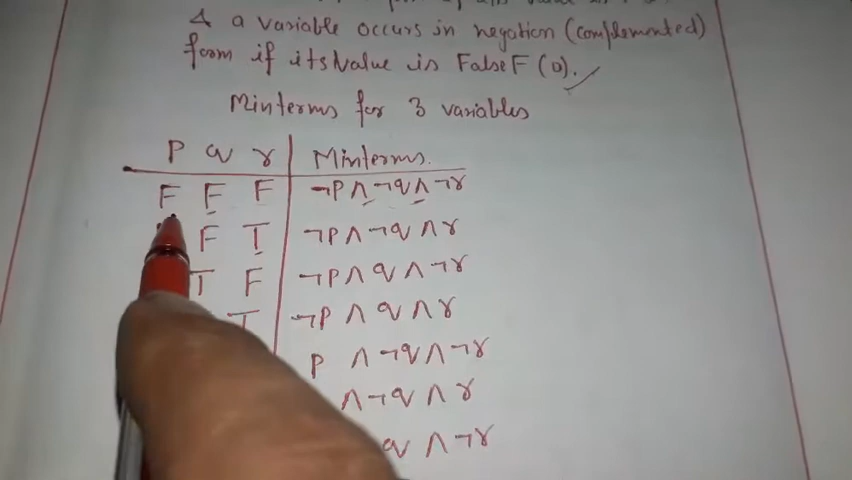 & a variable occurs in negation (complemented)
form if its value is False F (0).
Minterms for 3 variables
P q r Minterms.
F F F ¬P ∧ ¬q ∧ ¬r
F T ¬P ∧ ¬q ∧ r
T F ¬P ∧ q ∧ ¬r
T ¬P ∧ q ∧ r
P ∧ ¬q ∧ ¬r
∧ ¬q ∧ r
q ∧ ¬r